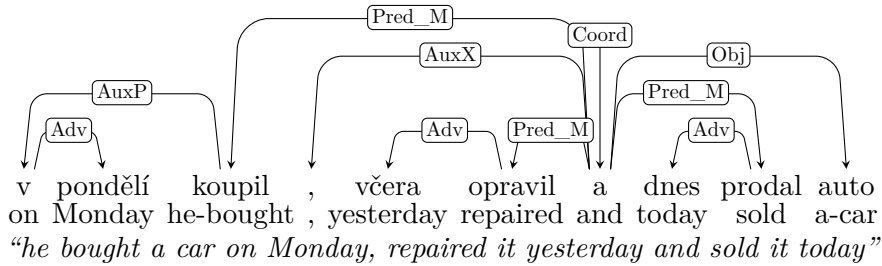 Pred_M
Coord
AuxX Obj
AuxP Pred_M
Adv Adv Pred_M Adv
v pondělí koupil , včera opravil a dnes prodal auto
on Monday he-bought , yesterday repaired and today sold a-car
“he bought a car on Monday, repaired it yesterday and sold it today”